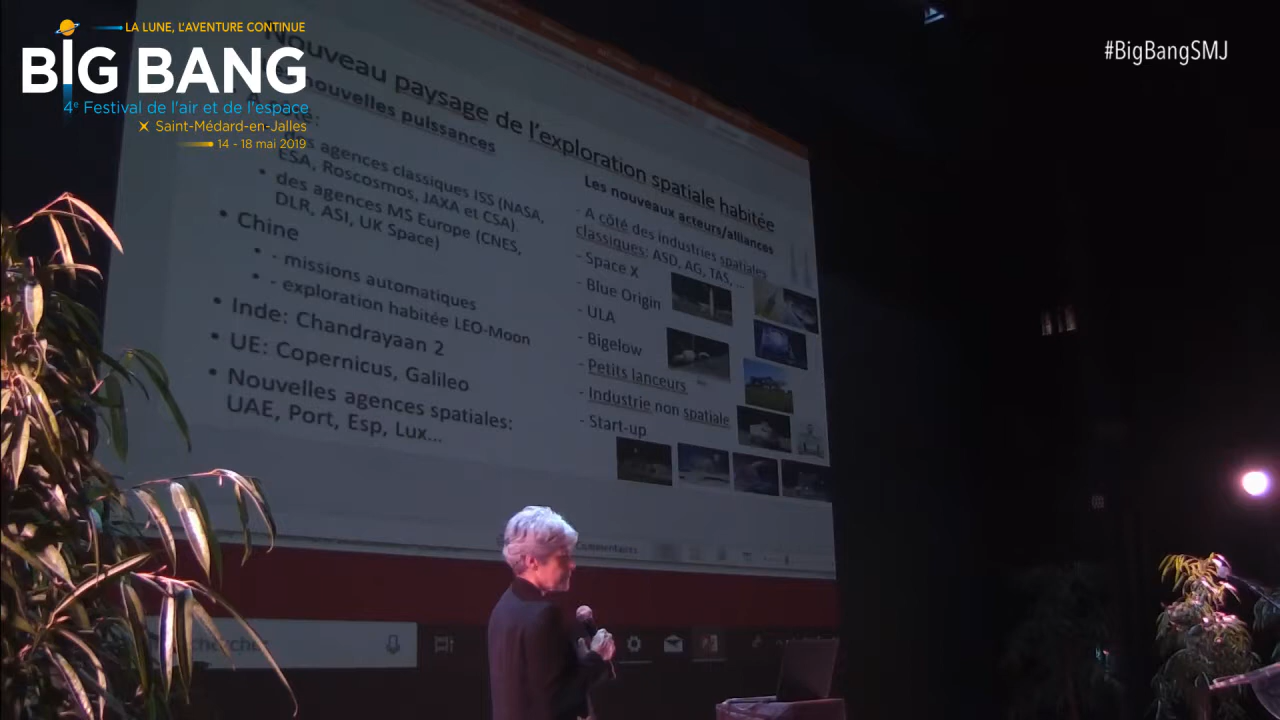 LA LUNE, L'AVENTURE CONTINUE
BIG BANG
4e Festival de l'air et de l'espace
Saint-Médard-en-Jalles
14 - 18 mai 2019
#BigBangSMJ
Nouveau paysage de l'exploration spatiale habitée
nouvelles puissances
des agences classiques ISS (NASA,
ESA, Roscosmos, JAXA et CSA).
• des agences MS Europe (CNES,
DLR, ASI, UK Space)
• Chine
• - missions automatiques
• - exploration habitée LEO-Moon
• Inde: Chandrayaan 2
• UE: Copernicus, Galileo
• Nouvelles agences spatiales:
UAE, Port, Esp, Lux...
Les nouveaux acteurs/alliances
- A côté des industries spatiales
classiques: ASD, AG, TAS, ...
- Space X
- Blue Origin
- ULA
- Bigelow
- Petits lanceurs
- Industrie non spatiale
- Start-up
commentaires